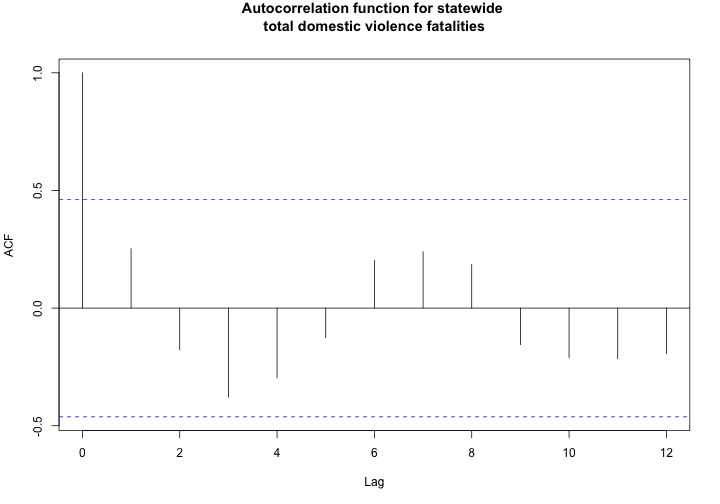 Autocorrelation function for statewide
total domestic violence fatalities
1.0
0.5
0.0
-0.5
ACF
0 2 4 6 8 10 12
Lag